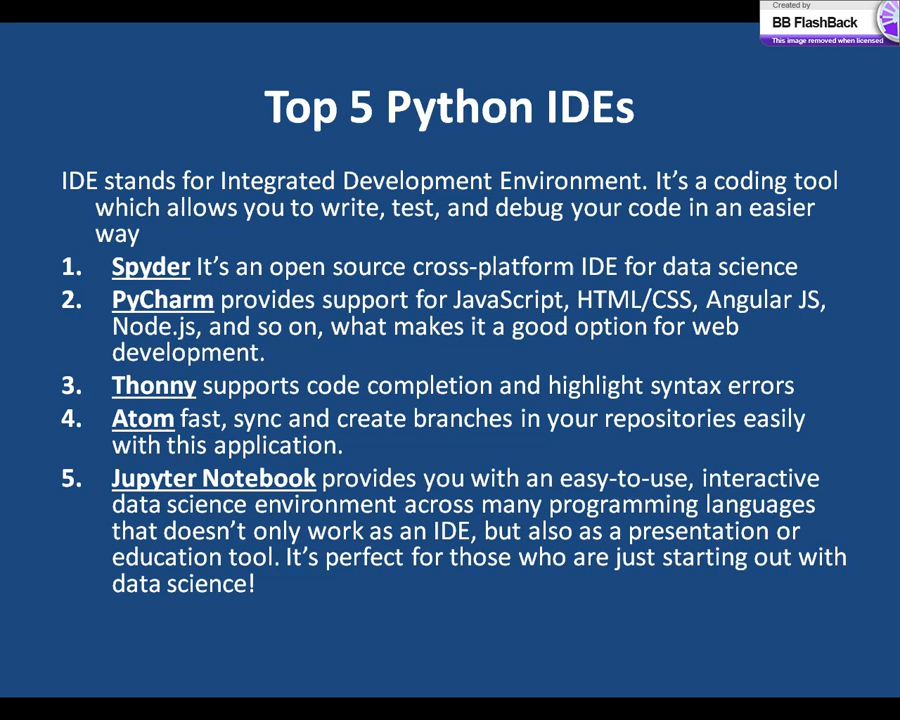 Created by
BB FlashBack
This image removed when licensed
Top 5 Python IDEs
IDE stands for Integrated Development Environment. It’s a coding tool
which allows you to write, test, and debug your code in an easier
way
1. Spyder It’s an open source cross-platform IDE for data science
2. PyCharm provides support for JavaScript, HTML/CSS, Angular JS,
Node.js, and so on, what makes it a good option for web
development.
3. Thonny supports code completion and highlight syntax errors
4. Atom fast, sync and create branches in your repositories easily
with this application.
5. Jupyter Notebook provides you with an easy-to-use, interactive
data science environment across many programming languages
that doesn’t only work as an IDE, but also as a presentation or
education tool. It’s perfect for those who are just starting out with
data science!